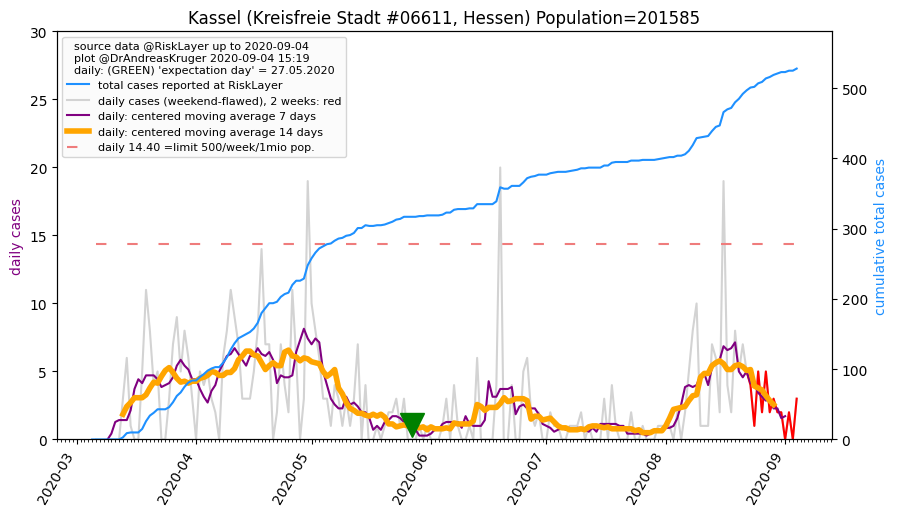 Kassel (Kreisfreie Stadt #06611, Hessen) Population=201585
source data @RiskLayer up to 2020-09-04
plot @DrAndreasKruger 2020-09-04 15:19
daily: (GREEN) 'expectation day' = 27.05.2020
total cases reported at RiskLayer
daily cases (weekend-flawed), 2 weeks: red
daily: centered moving average 7 days
daily: centered moving average 14 days
daily 14.40 =limit 500/week/1mio pop.
daily cases
30
25
20
15
10
5
0
cumulative total cases
500
400
300
200
100
0
2020-03
2020-04
2020-05
2020-06
2020-07
2020-08
2020-09